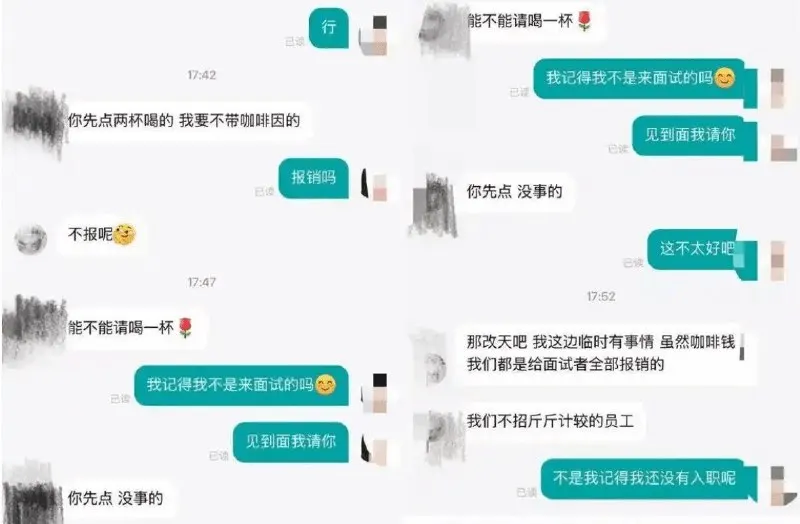 行
已读
17:42
你先点两杯喝的 我要不带咖啡因的
报销吗
已读
不报呢
17:47
能不能请喝一杯
我记得我不是来面试的吗
已读
见到面我请你
已读
你先点 没事的
能不能请喝一杯
我记得我不是来面试的吗
已读
见到面我请你
已读
你先点 没事的
这不太好吧
已读
17:52
那改天吧 我这边临时有事情 虽然咖啡钱
我们都是给面试者全部报销的
我们不招斤斤计较的员工
不是我记得我还没有入职呢
已读